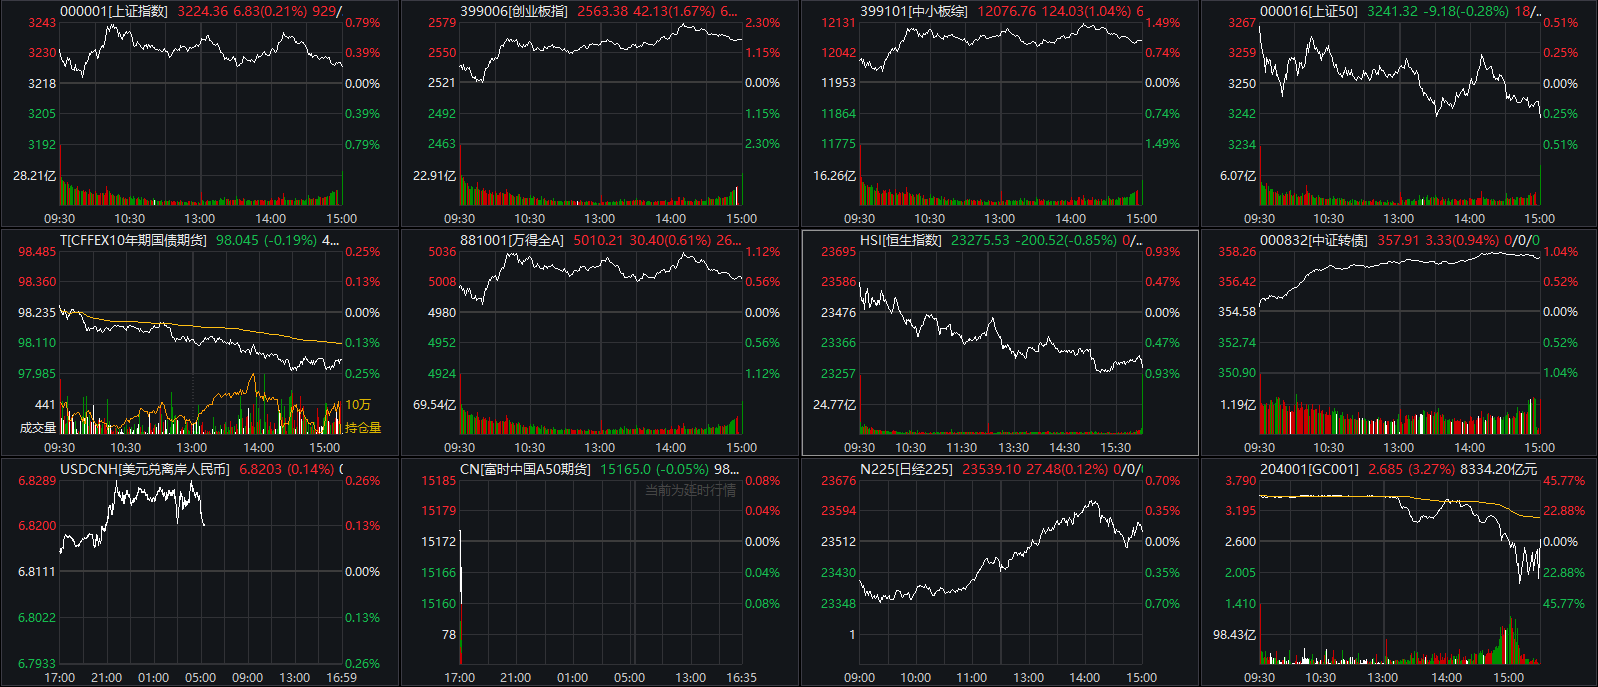 000001[上证指数] 3224.36 6.83(0.21%) 929/
3243 0.79%
3230 0.39%
3218 0.00%
3205 0.39%
3192 0.79%
28.21亿
09:30 10:30 13:00 14:00 15:00
399006[创业板指] 2563.38 42.13(1.67%) 6...
2579 2.30%
2550 1.15%
2521 0.00%
2492 1.15%
2463 2.30%
22.91亿
09:30 10:30 13:00 14:00 15:00
399101[中小板综] 12076.76 124.03(1.04%) 6
12131 1.49%
12042 0.74%
11953 0.00%
11864 0.74%
11775 1.49%
16.26亿
09:30 10:30 13:00 14:00 15:00
000016[上证50] 3241.32 -9.18(-0.28%) 18/..
3267 0.51%
3259 0.25%
3250 0.00%
3242 0.25%
3234 0.51%
6.07亿
09:30 10:30 13:00 14:00 15:00
T[CFFEX10年期国债期货] 98.045 (-0.19%) 4...
98.485 0.25%
98.360 0.13%
98.235 0.00%
98.110 0.13%
97.985 0.25%
441 10万
成交量 持仓量
09:30 10:30 13:00 14:00 15:00
881001[万得全A] 5010.21 30.40(0.61%) 26...
5036 1.12%
5008 0.56%
4980 0.00%
4952 0.56%
4924 1.12%
69.54亿
09:30 10:30 13:00 14:00 15:00
HSI[恒生指数] 23275.53 -200.52(-0.85%) 0/..
23695 0.93%
23586 0.47%
23476 0.00%
23366 0.47%
23257 0.93%
24.77亿
09:30 10:30 11:30 13:30 14:30 15:30
000832[中证转债] 357.91 3.33(0.94%) 0/0/0
358.26 1.04%
356.42 0.52%
354.58 0.00%
352.74 0.52%
350.90 1.04%
1.19亿
09:30 10:30 13:00 14:00 15:00
USDCNH[美元兑离岸人民币] 6.8203 (0.14%) 0
6.8289 0.26%
6.8200 0.13%
6.8111 0.00%
6.8022 0.13%
6.7933 0.26%
17:00 21:00 01:00 05:00 09:00 13:00 16:59
CN[富时中国A50期货] 15165.0 (-0.05%) 98...
当前为延时行情
15185 0.08%
15179 0.04%
15172 0.00%
15166 0.04%
15160 0.08%
78
17:00 21:00 01:00 05:00 13:00 16:35
N225[日经225] 23539.10 27.48(0.12%) 0/0/
23676 0.70%
23594 0.35%
23512 0.00%
23430 0.35%
23348 0.70%
1
09:00 10:00 11:00 13:00 14:00 15:00
204001[GC001] 2.685 (3.27%) 8334.20亿元
3.790 45.77%
3.195 22.88%
2.600 0.00%
2.005 22.88%
1.410 45.77%
98.43亿
09:30 10:30 13:00 14:00 15:00